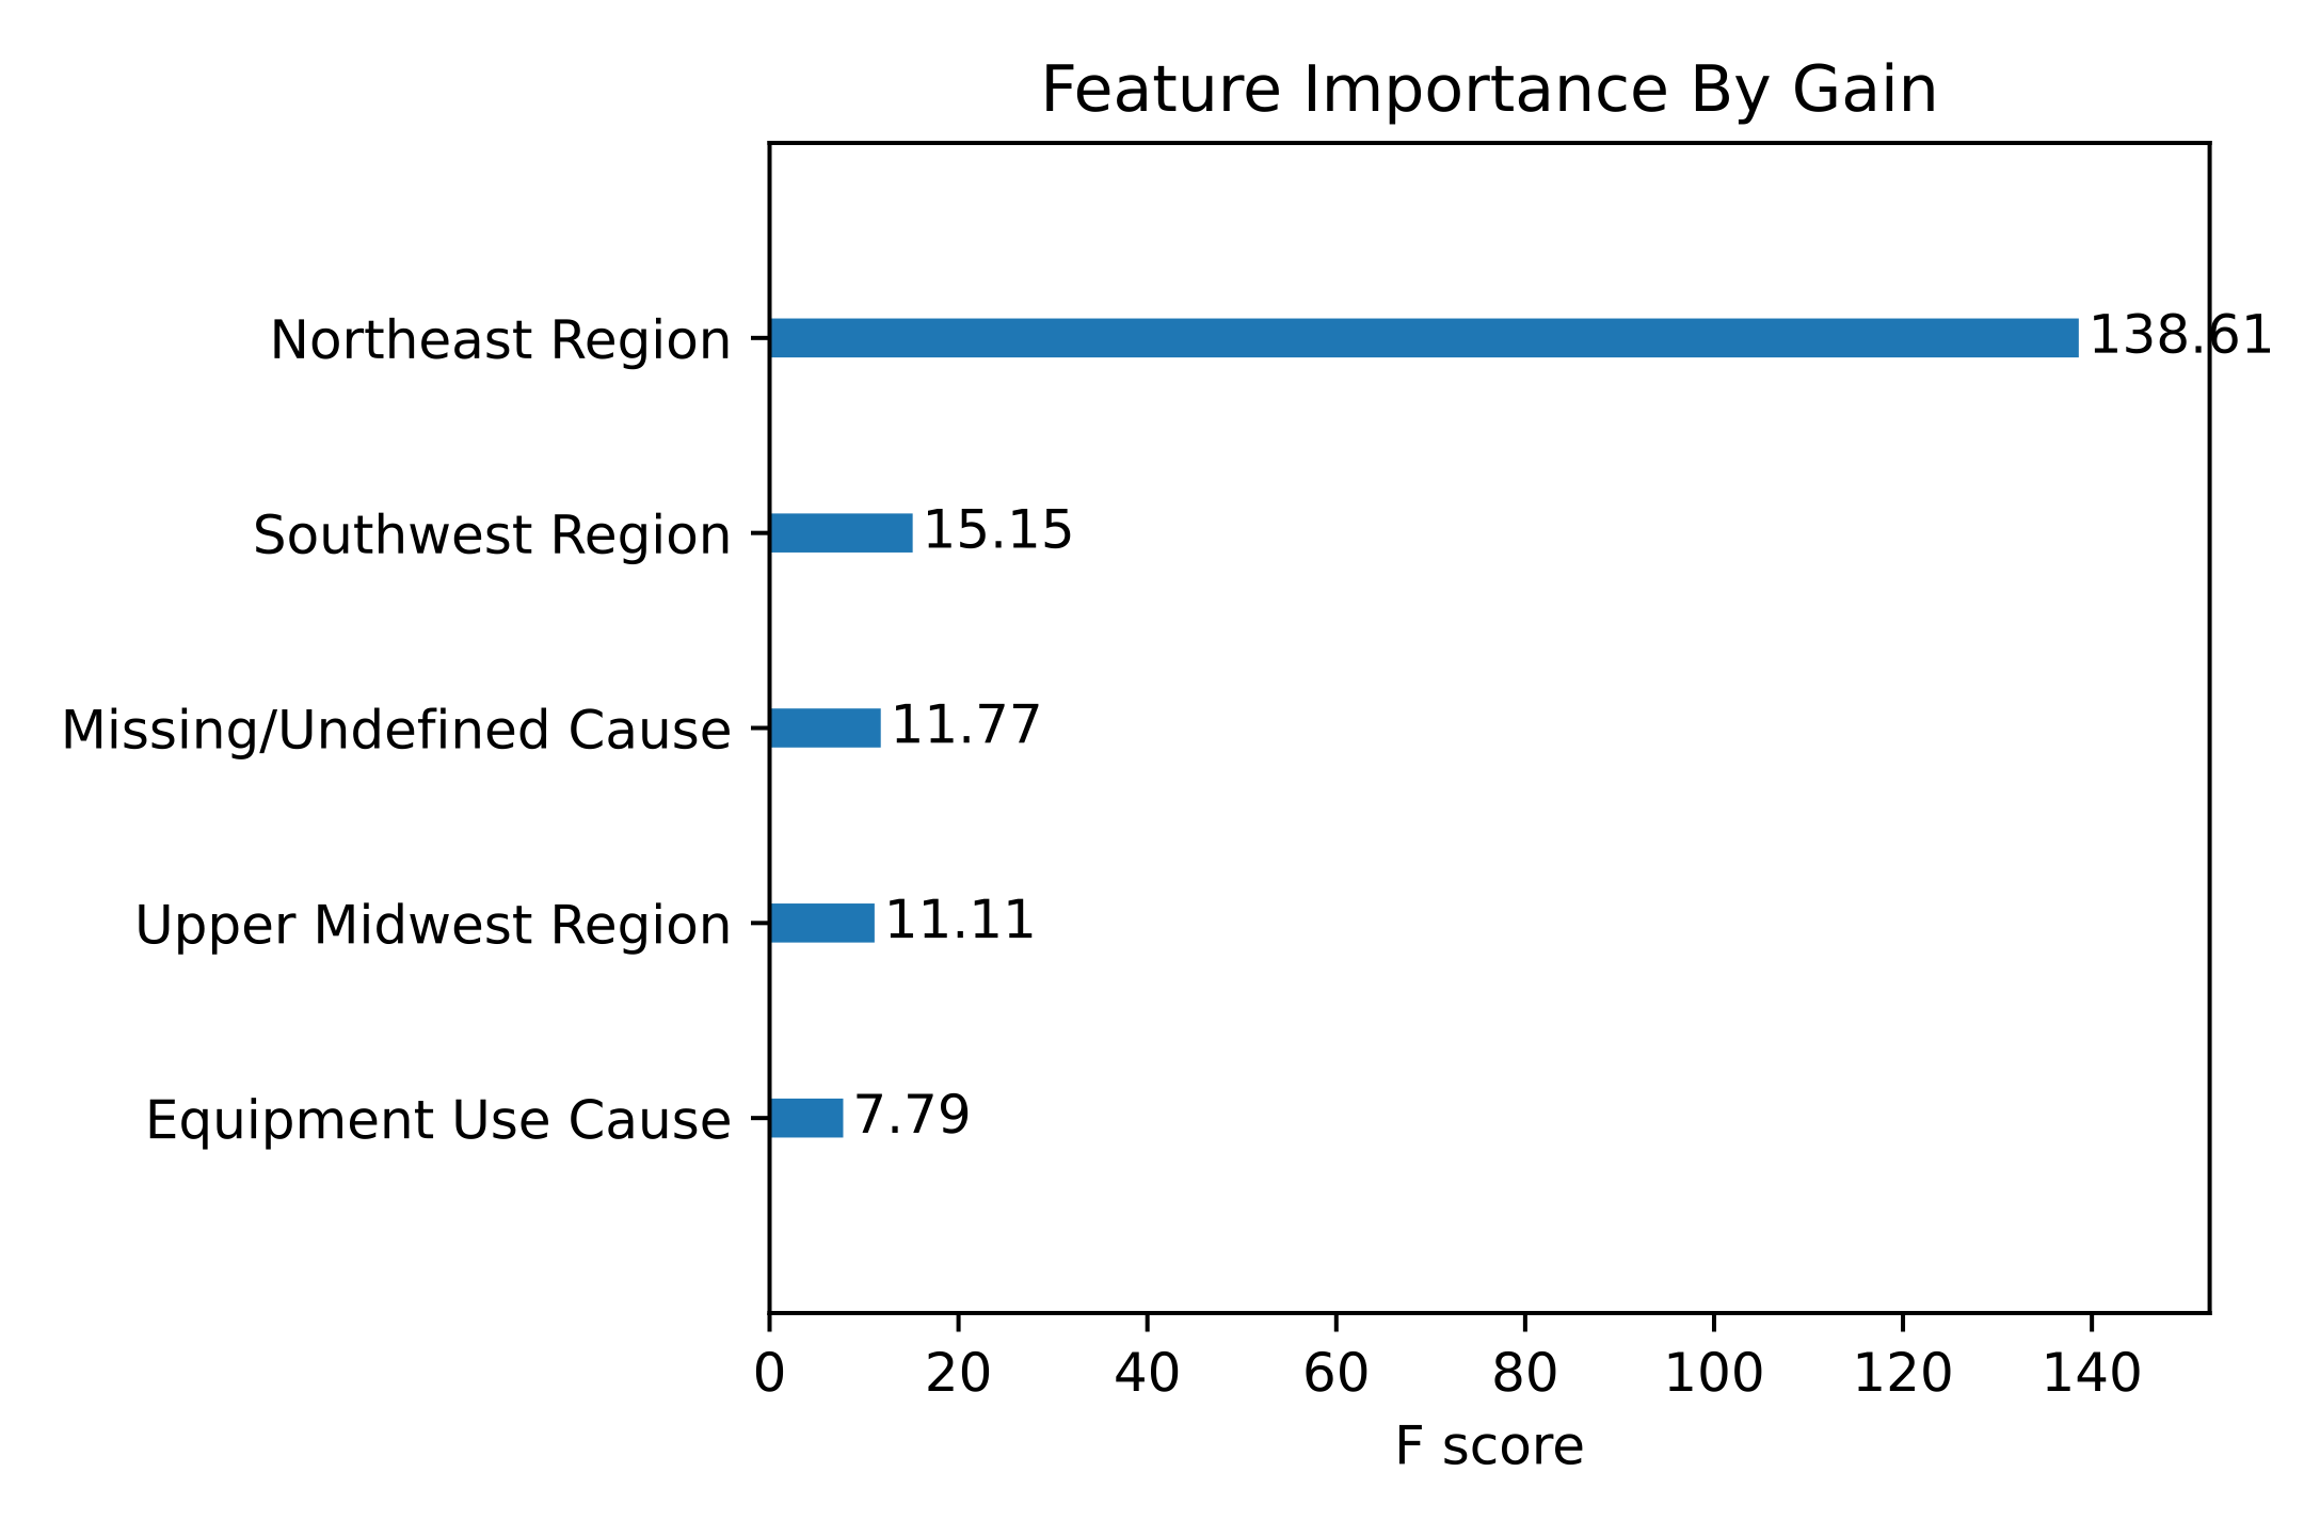 Feature Importance By Gain
Northeast Region 138.61
Southwest Region 15.15
Missing/Undefined Cause 11.77
Upper Midwest Region 11.11
Equipment Use Cause 7.79
0 20 40 60 80 100 120 140
F score